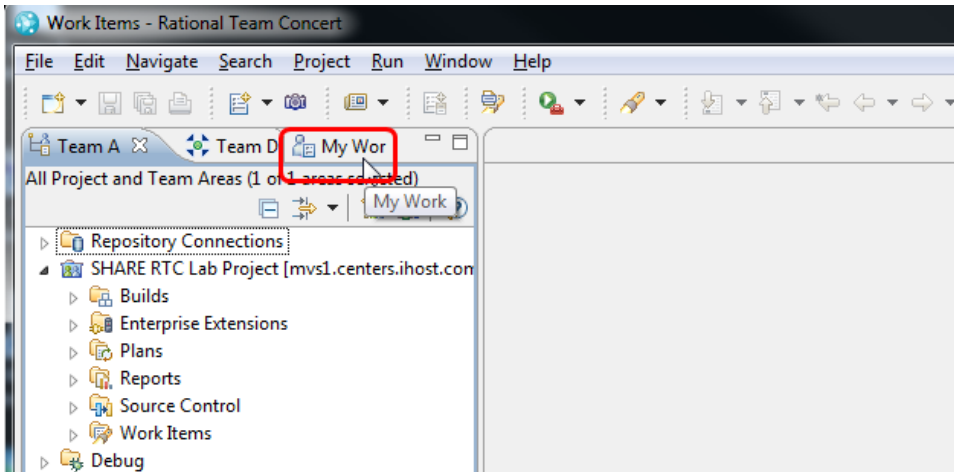 Work Items - Rational Team Concert
File Edit Navigate Search Project Run Window Help
Team A Team D My Wor
All Project and Team Areas (1 of 1 areas selected)
My Work
Repository Connections
SHARE RTC Lab Project [mvs1.centers.ihost.com
Builds
Enterprise Extensions
Plans
Reports
Source Control
Work Items
Debug